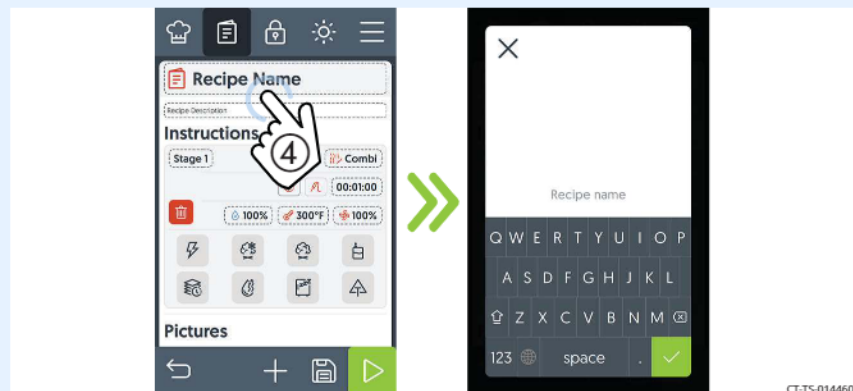 Recipe Name
Recipe Description
Instructions
4
Stage 1
Combi
00:01:00
100%
300°F
100%
Pictures
Recipe name
Q W E R T Y U I O P
A S D F G H J K L
Z X C V B N M
123 space .
CT-TS-014460